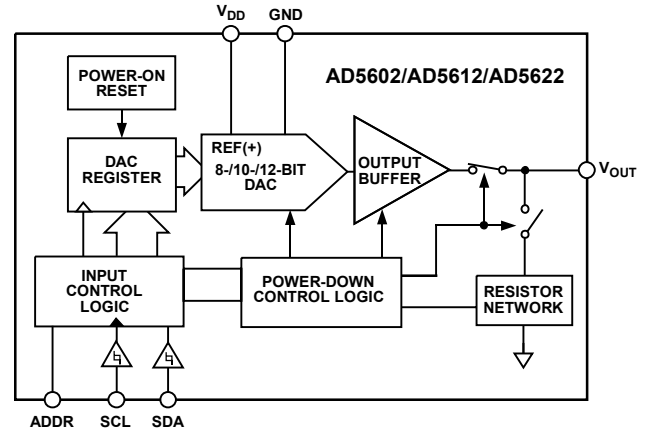 VDD GND
AD5602/AD5612/AD5622
POWER-ON
RESET
DAC
REGISTER
REF(+)
8-/10-/12-BIT
DAC
OUTPUT
BUFFER
VOUT
INPUT
CONTROL
LOGIC
POWER-DOWN
CONTROL LOGIC
RESISTOR
NETWORK
ADDR SCL SDA